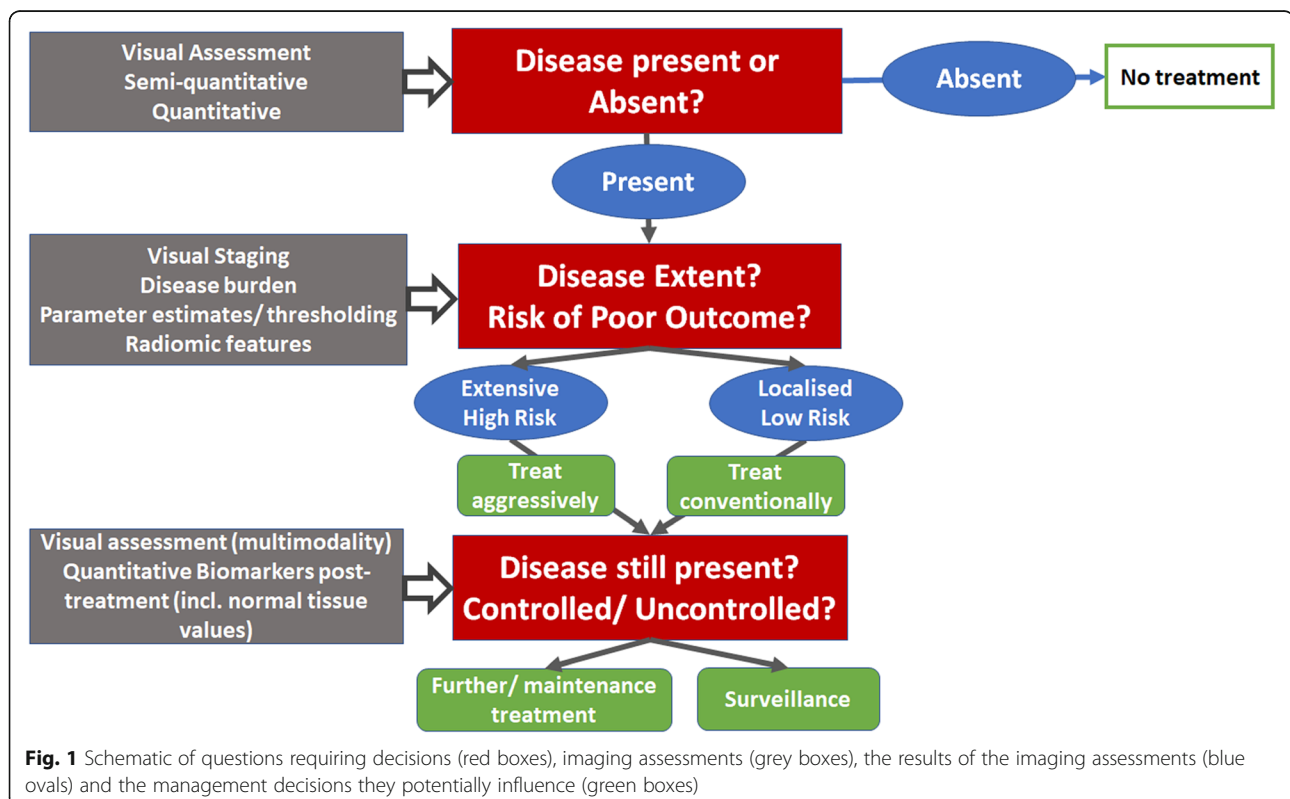 Visual Assessment
Semi-quantitative
Quantitative
Disease present or
Absent?
Absent
No treatment
Present
Visual Staging
Disease burden
Parameter estimates/ thresholding
Radiomic features
Disease Extent?
Risk of Poor Outcome?
Extensive
High Risk
Localised
Low Risk
Treat
aggressively
Treat
conventionally
Visual assessment (multimodality)
Quantitative Biomarkers post-
treatment (incl. normal tissue
values)
Disease still present?
Controlled/ Uncontrolled?
Further/ maintenance
treatment
Surveillance
Fig. 1 Schematic of questions requiring decisions (red boxes), imaging assessments (grey boxes), the results of the imaging assessments (blue
ovals) and the management decisions they potentially influence (green boxes)